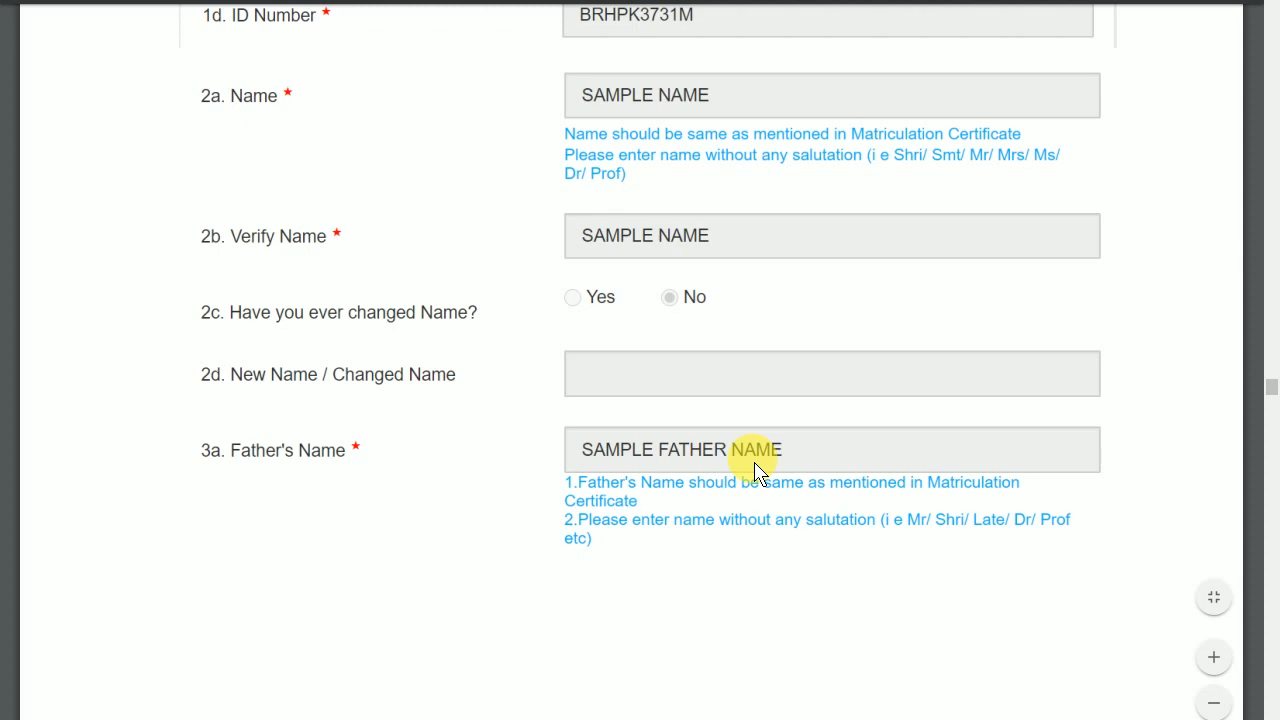 1d. ID Number *
BRHPK3731M
2a. Name *
SAMPLE NAME
Name should be same as mentioned in Matriculation Certificate
Please enter name without any salutation (i e Shri/ Smt/ Mr/ Mrs/ Ms/
Dr/ Prof)
2b. Verify Name *
SAMPLE NAME
2c. Have you ever changed Name?
Yes No
2d. New Name / Changed Name
3a. Father's Name *
SAMPLE FATHER NAME
1.Father's Name should be same as mentioned in Matriculation
Certificate
2.Please enter name without any salutation (i e Mr/ Shri/ Late/ Dr/ Prof
etc)